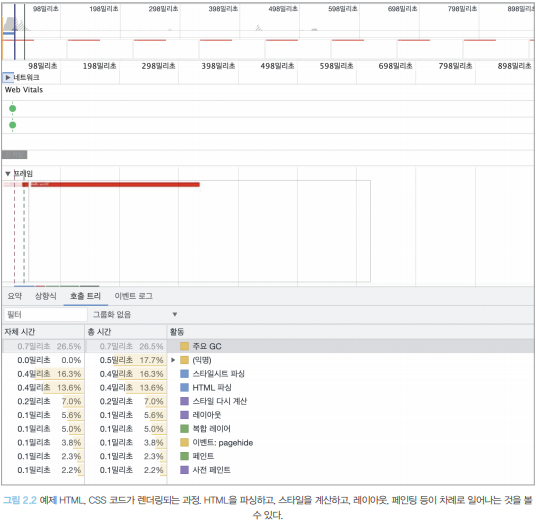 98밀리초 198밀리초 298밀리초 398밀리초 498밀리초 598밀리초 698밀리초 798밀리초 898밀리초
98밀리초 198밀리초 298밀리초 398밀리초 498밀리초 598밀리초 698밀리초 798밀리초 898밀리초
▶ 네트워크
Web Vitals
▼ 프레임
요약 상향식 호출 트리 이벤트 로그
필터 그룹화 없음 ▼
자체 시간 총 시간 활동
0.7밀리초 26.5% 0.7밀리초 26.5% 주요 GC
0.0밀리초 0.0% 0.5밀리초 17.7% ▶ (익명)
0.4밀리초 16.3% 0.4밀리초 16.3% 스타일시트 파싱
0.4밀리초 13.6% 0.4밀리초 13.6% HTML 파싱
0.2밀리초 7.0% 0.2밀리초 7.0% 스타일 다시 계산
0.1밀리초 5.6% 0.1밀리초 5.6% 레이아웃
0.1밀리초 5.0% 0.1밀리초 5.0% 복합 레이어
0.1밀리초 3.8% 0.1밀리초 3.8% 이벤트: pagehide
0.1밀리초 2.3% 0.1밀리초 2.3% 페인트
0.1밀리초 2.2% 0.1밀리초 2.2% 사전 페인트
그림 2.2 예제 HTML, CSS 코드가 렌더링되는 과정. HTML을 파싱하고, 스타일을 계산하고, 레이아웃, 페인팅 등이 차례로 일어나는 것을 볼
수 있다.